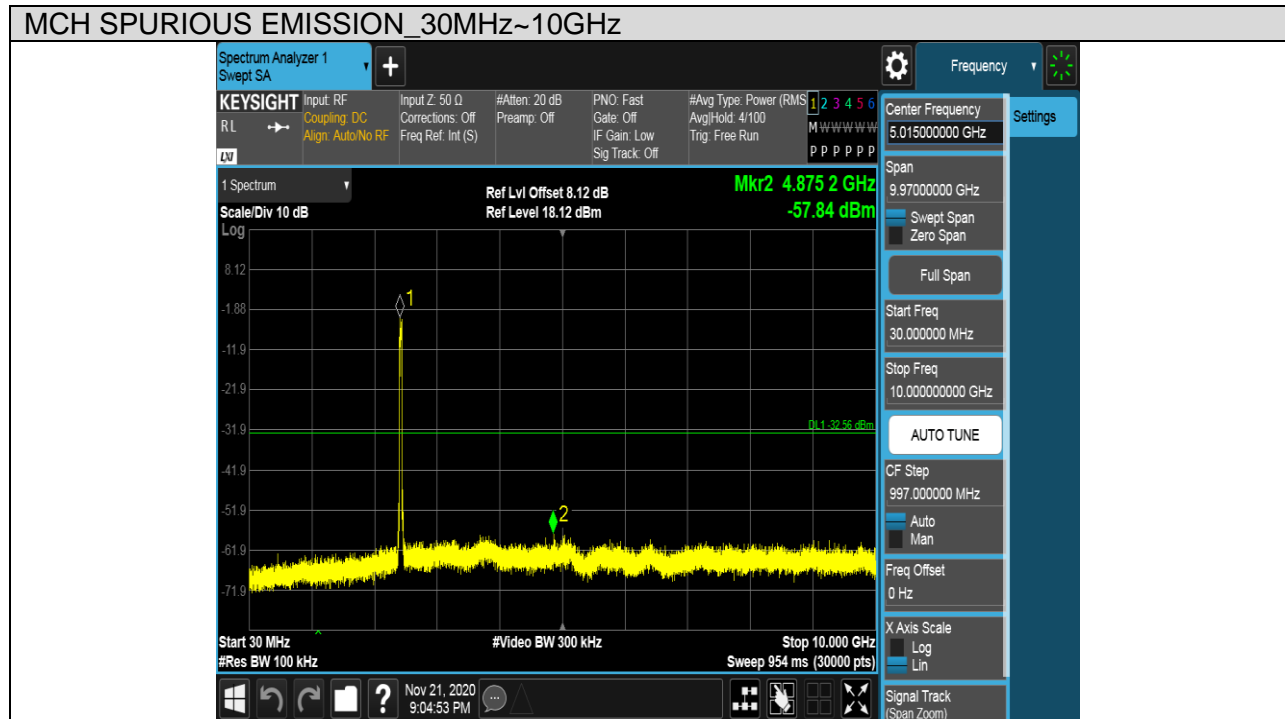 MCH SPURIOUS EMISSION_30MHz~10GHz
Spectrum Analyzer 1
Swept SA
Frequency
KEYSIGHT
RL
LXI
Input: RF
Coupling: DC
Align: Auto/No RF
Input Z: 50 Ω
Corrections: Off
Freq Ref: Int (S)
#Atten: 20 dB
Preamp: Off
PNO: Fast
Gate: Off
IF Gain: Low
Sig Track: Off
#Avg Type: Power (RMS
Avg|Hold: 4/100
Trig: Free Run
1 2 3 4 5 6
M W W W W W
P P P P P P
1 Spectrum
Scale/Div 10 dB
Log
Ref Lvl Offset 8.12 dB
Ref Level 18.12 dBm
Mkr2 4.875 2 GHz
-57.84 dBm
8.12
-1.88
-11.9
-21.9
-31.9
-41.9
-51.9
-61.9
-71.9
1
2
DL1 -32.56 dBm
Start 30 MHz
#Res BW 100 kHz
#Video BW 300 kHz
Stop 10.000 GHz
Sweep 954 ms (30000 pts)
Center Frequency
5.015000000 GHz
Settings
Span
9.97000000 GHz
Swept Span
Zero Span
Full Span
Start Freq
30.000000 MHz
Stop Freq
10.000000000 GHz
AUTO TUNE
CF Step
997.000000 MHz
Auto
Man
Freq Offset
0 Hz
X Axis Scale
Log
Lin
Signal Track
(Span Zoom)
?
Nov 21, 2020
9:04:53 PM